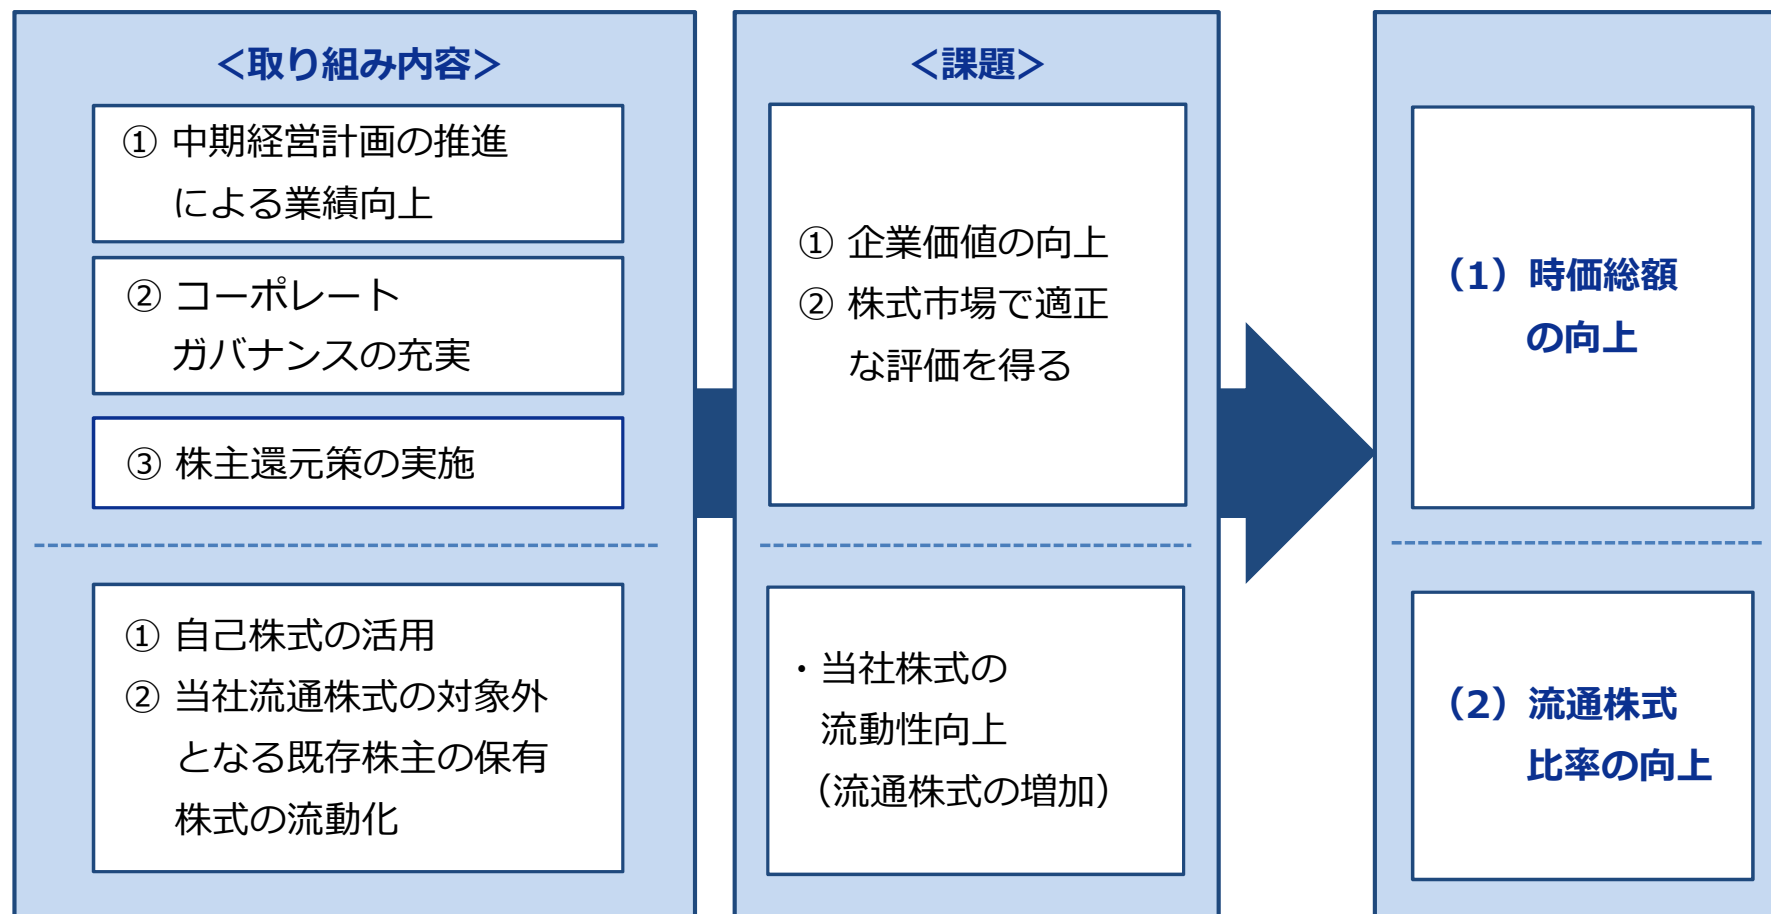 ＜取り組み内容＞
① 中期経営計画の推進
による業績向上
② コーポレート
ガバナンスの充実
③ 株主還元策の実施
① 自己株式の活用
② 当社流通株式の対象外
となる既存株主の保有
株式の流動化
＜課題＞
① 企業価値の向上
② 株式市場で適正
な評価を得る
・当社株式の
流動性向上
（流通株式の増加）
（1）時価総額
の向上
（2）流通株式
比率の向上